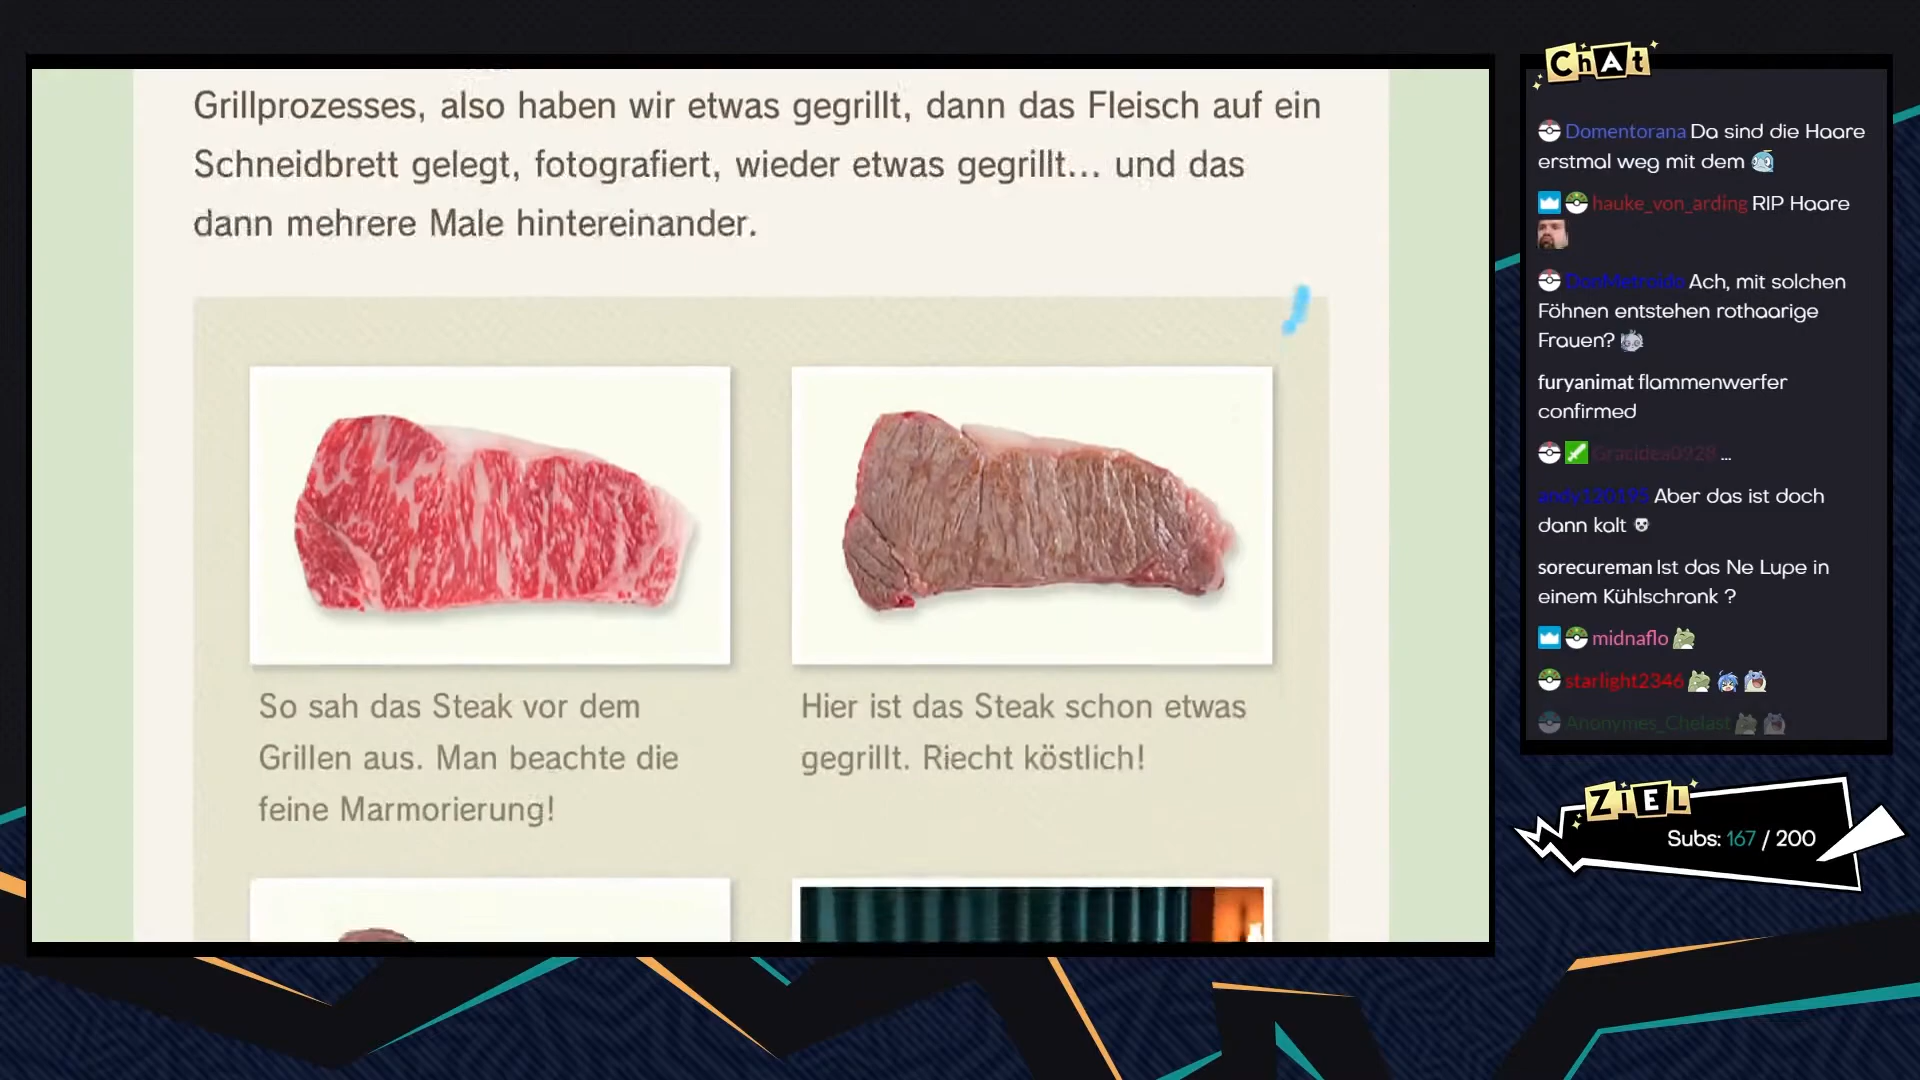 Grillprozesses, also haben wir etwas gegrillt, dann das Fleisch auf ein
Schneidbrett gelegt, fotografiert, wieder etwas gegrillt... und das
dann mehrere Male hintereinander.
So sah das Steak vor dem
Grillen aus. Man beachte die
feine Marmorierung!
Hier ist das Steak schon etwas
gegrillt. Riecht köstlich!
ChAt
Domentorana Da sind die Haare
erstmal weg mit dem
hauke_von_arding RIP Haare
DonMetroido Ach, mit solchen
Föhnen entstehen rothaarige
Frauen?
furyanimat flammenwerfer
confirmed
Gracidea0928 ...
andy120195 Aber das ist doch
dann kalt
sorecureman Ist das Ne Lupe in
einem Kühlschrank ?
midnaflo
starlight2346
Anonymes_Chelast
ZiEL
Subs: 167 / 200